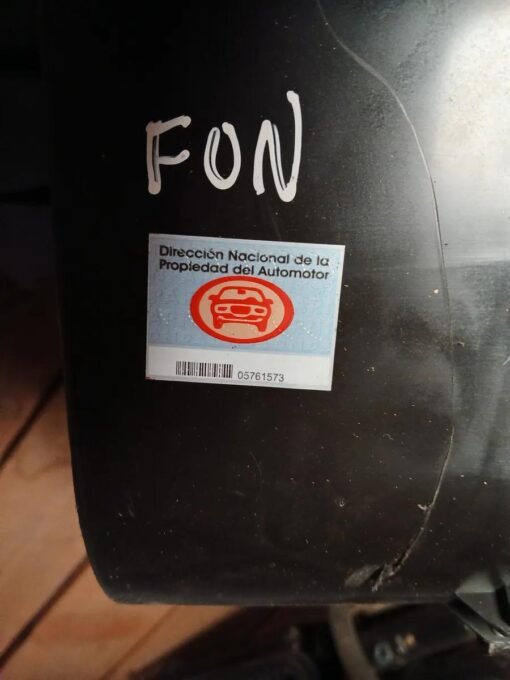 FON
Dirección Nacional de la
Propiedad del Automotor
05761573